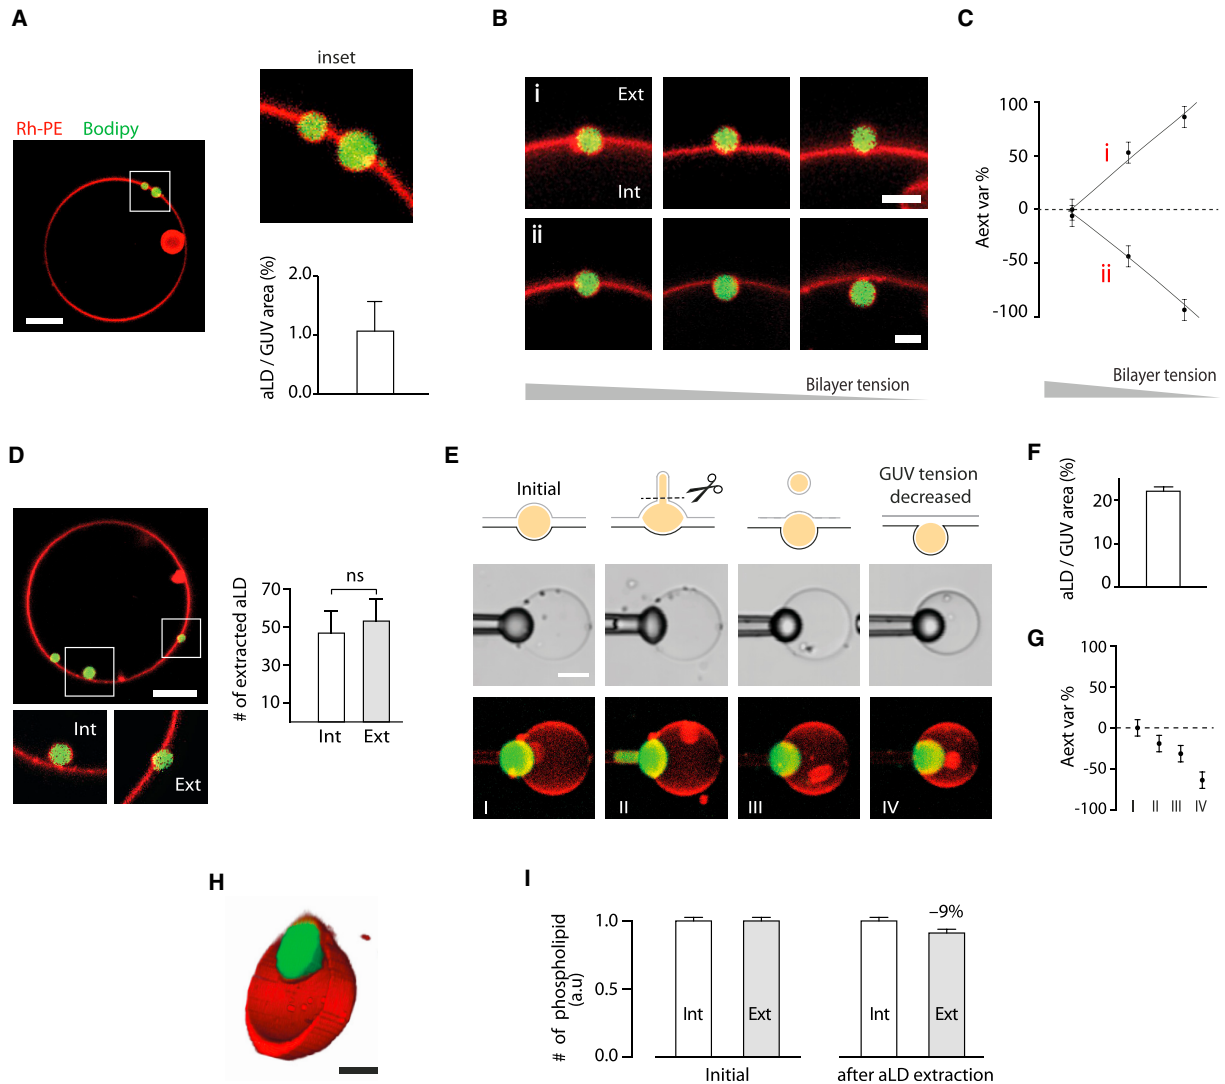 A
Rh-PE Bodipy
inset
aLD / GUV area (%)
2.0
1.0
0.0
B
i
Ext
Int
ii
Bilayer tension
C
Aext var %
100
50
0
-50
-100
i
ii
Bilayer tension
D
Int
Ext
# of extracted aLD
70
50
30
10
ns
Int Ext
E
Initial
GUV tension
decreased
I
II
III
IV
F
aLD / GUV area (%)
20
10
0
G
Aext var %
100
50
0
-50
-100
I II III IV
H
I
# of phospholipid
(a.u)
1.0
0.5
0.0
–9%
Int Ext Int Ext
Initial after aLD extraction